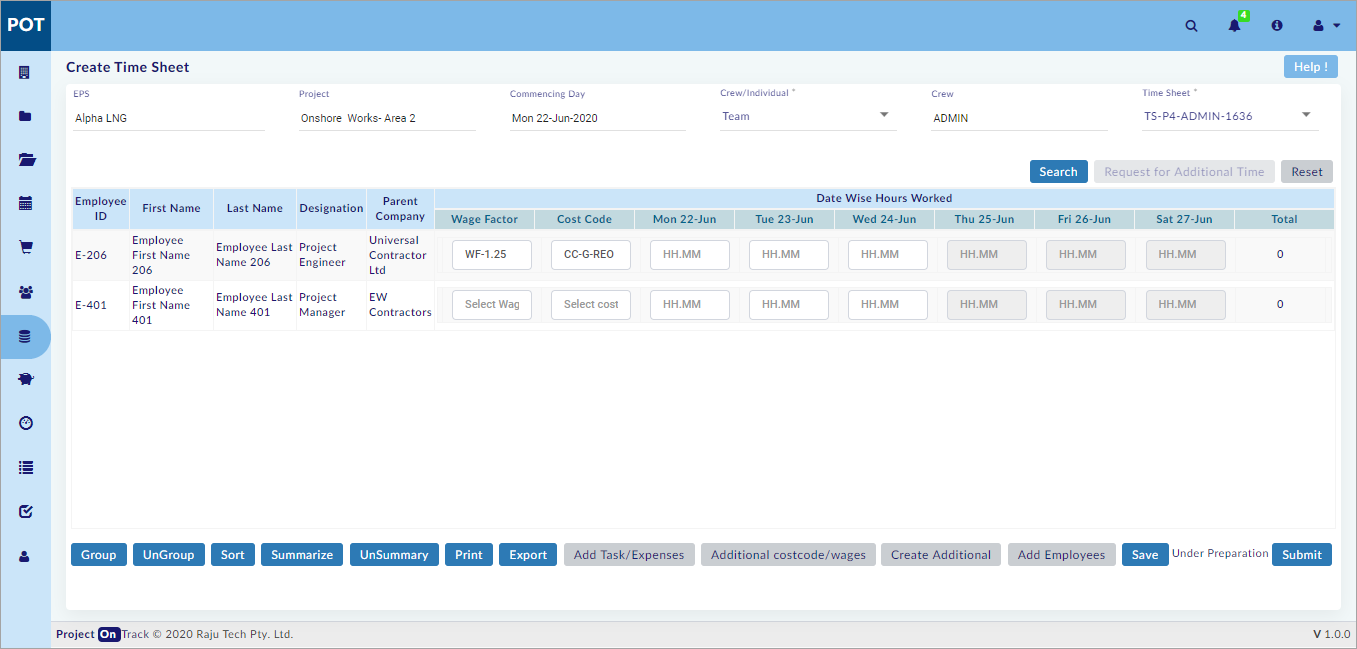 POT
4
Create Time Sheet
Help !
EPS
Project
Commencing Day
Crew/Individual *
Crew
Time Sheet *
Alpha LNG
Onshore Works- Area 2
Mon 22-Jun-2020
Team
ADMIN
TS-P4-ADMIN-1636
Search
Request for Additional Time
Reset
Employee ID
First Name
Last Name
Designation
Parent Company
Date Wise Hours Worked
Wage Factor
Cost Code
Mon 22-Jun
Tue 23-Jun
Wed 24-Jun
Thu 25-Jun
Fri 26-Jun
Sat 27-Jun
Total
E-206
Employee First Name 206
Employee Last Name 206
Project Engineer
Universal Contractor Ltd
WF-1.25
CC-G-REO
HH.MM
HH.MM
HH.MM
HH.MM
HH.MM
HH.MM
0
E-401
Employee First Name 401
Employee Last Name 401
Project Manager
EW Contractors
Select Wag
Select cost
HH.MM
HH.MM
HH.MM
HH.MM
HH.MM
HH.MM
0
Group
UnGroup
Sort
Summarize
UnSummary
Print
Export
Add Task/Expenses
Additional costcode/wages
Create Additional
Add Employees
Save
Under Preparation
Submit
Project On Track © 2020 Raju Tech Pty. Ltd.
V 1.0.0